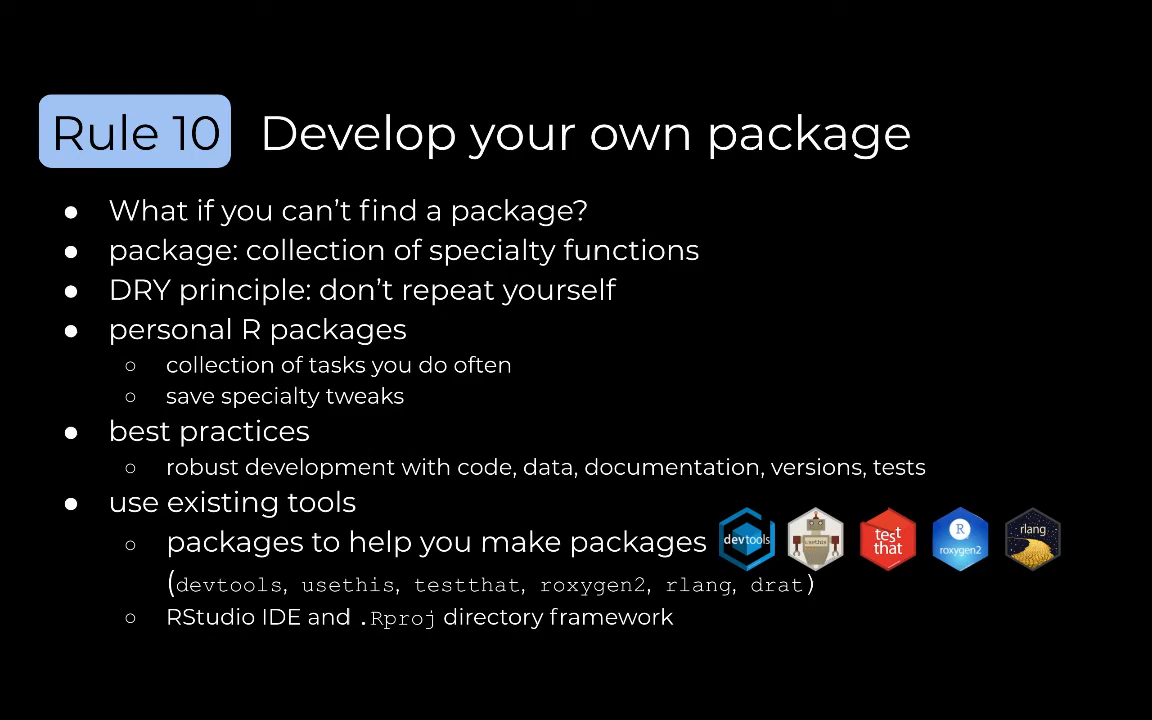 Rule 10 Develop your own package
● What if you can't find a package?
● package: collection of specialty functions
● DRY principle: don't repeat yourself
● personal R packages
○ collection of tasks you do often
○ save specialty tweaks
● best practices
○ robust development with code, data, documentation, versions, tests
● use existing tools
○ packages to help you make packages
devtools
usethis
test
that
R
roxygen2
rlang
(devtools, usethis, testthat, roxygen2, rlang, drat)
○ RStudio IDE and .Rproj directory framework